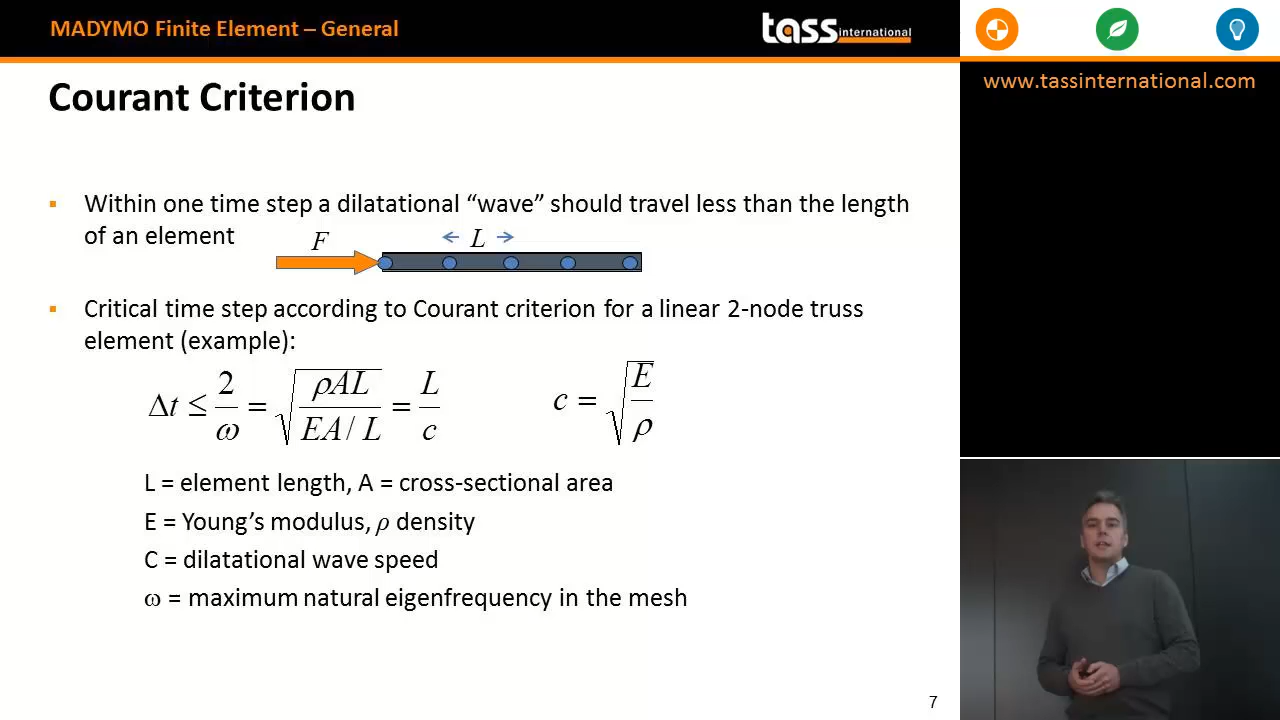 MADYMO Finite Element – General
tass international
www.tassinternational.com
Courant Criterion
▪ Within one time step a dilatational “wave” should travel less than the length
of an element
F
L
▪ Critical time step according to Courant criterion for a linear 2-node truss
element (example):
Δt ≤ 2/ω = √(ρAL / (EA/L)) = L/c
c = √(E/ρ)
L = element length, A = cross-sectional area
E = Young’s modulus, ρ density
C = dilatational wave speed
ω = maximum natural eigenfrequency in the mesh
7